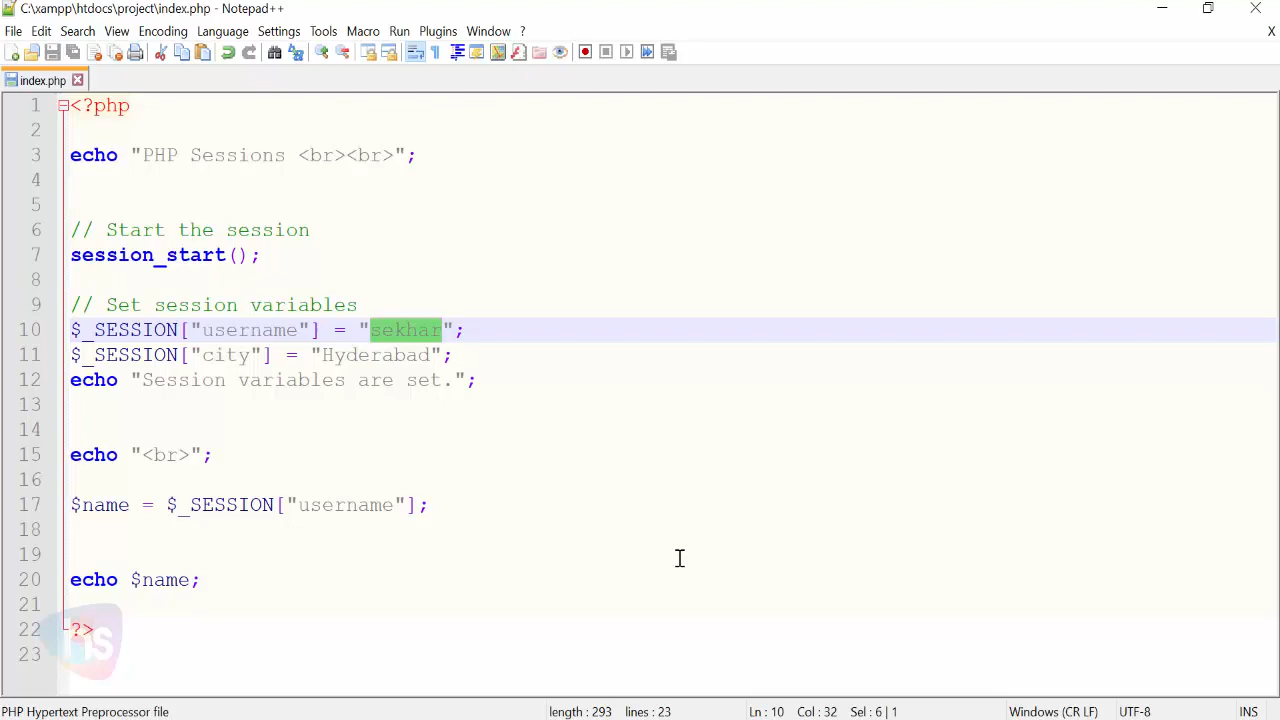 C:\xampp\htdocs\project\index.php - Notepad++
File Edit Search View Encoding Language Settings Tools Macro Run Plugins Window ? X
index.php
1 <?php
2
3 echo "PHP Sessions <br><br>";
4
5
6 // Start the session
7 session_start();
8
9 // Set session variables
10 $_SESSION["username"] = "sekhar";
11 $_SESSION["city"] = "Hyderabad";
12 echo "Session variables are set.";
13
14
15 echo "<br>";
16
17 $name = $_SESSION["username"];
18
19
20 echo $name;
21
22 ?>
23
HS
PHP Hypertext Preprocessor file length : 293 lines : 23 Ln : 10 Col : 32 Sel : 6 | 1 Windows (CR LF) UTF-8 INS